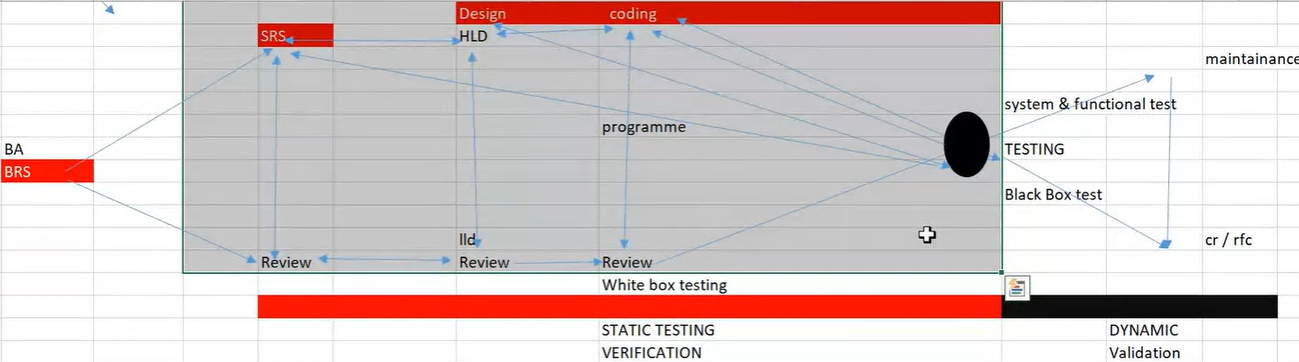 Design coding
SRS HLD
maintainance
system & functional test
programme
BA TESTING
BRS
Black Box test
lld cr / rfc
Review Review Review
White box testing
STATIC TESTING DYNAMIC
VERIFICATION Validation